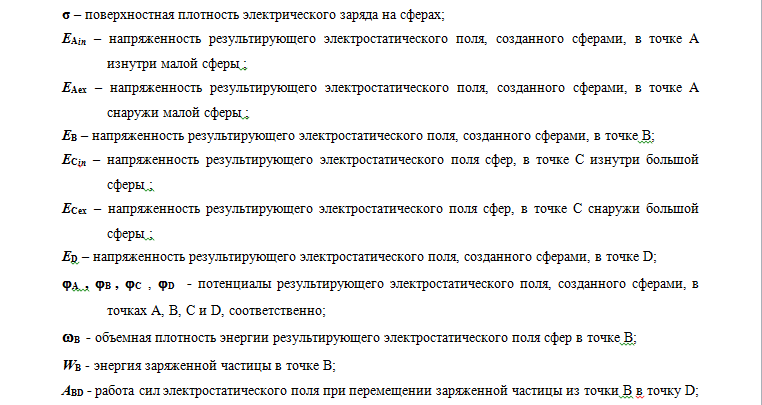 σ – поверхностная плотность электрического заряда на сферах;
EAin – напряженность результирующего электростатического поля, созданного сферами, в точке А
изнутри малой сферы ;
EAex – напряженность результирующего электростатического поля, созданного сферами, в точке А
снаружи малой сферы ;
EB – напряженность результирующего электростатического поля, созданного сферами, в точке В;
ECin – напряженность результирующего электростатического поля сфер, в точке С изнутри большой
сферы ;
ECex – напряженность результирующего электростатического поля сфер, в точке С снаружи большой
сферы ;
ED – напряженность результирующего электростатического поля, созданного сферами, в точке D;
φA , φB , φC , φD - потенциалы результирующего электростатического поля, созданного сферами, в
точках А, В, С и D, соответственно;
ωB - объемная плотность энергии результирующего электростатического поля сфер в точке В;
WB - энергия заряженной частицы в точке В;
ABD - работа сил электростатического поля при перемещении заряженной частицы из точки В в точку D;